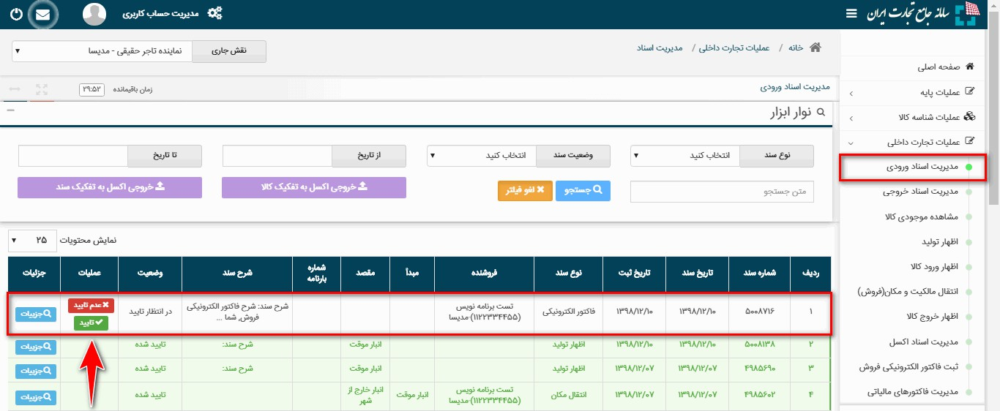 سامانه جامع تجارت ایران
مدیریت حساب کاربری
خانه / عملیات تجارت داخلی / مدیریت اسناد
نقش جاری
نماینده تاجر حقیقی - مدیسا
صفحه اصلی
عملیات پایه
عملیات شناسه کالا
عملیات تجارت داخلی
مدیریت اسناد ورودی
مدیریت اسناد خروجی
مشاهده موجودی کالا
اظهار تولید
اظهار ورود کالا
انتقال مالکیت و مکان(فروش)
اظهار خروج کالا
مدیریت اسناد اکسل
ثبت فاکتور الکترونیکی فروش
مدیریت فاکتورهای مالیاتی
مدیریت اسناد ورودی
زمان باقیمانده ۲۹:۵۲
نوار ابزار
نوع سند انتخاب کنید
وضعیت سند انتخاب کنید
از تاریخ
تا تاریخ
متن جستجو
جستجو
لغو فیلتر
خروجی اکسل به تفکیک کالا
خروجی اکسل به تفکیک سند
نمایش محتویات ۲۵
ردیف شماره سند تاریخ سند تاریخ ثبت نوع سند فروشنده مبدأ مقصد شماره بارنامه شرح سند وضعیت عملیات جزئیات
۱ ۵۰۰۸۷۱۶ ۱۳۹۸/۱۲/۱۰ ۱۳۹۸/۱۲/۱۰ فاکتور الکترونیکی تست برنامه نویس (۱۱۲۲۳۳۴۴۵۵)-مدیسا شرح سند: شرح فاکتور الکترونیکی فروش, شما ... در انتظار تایید عدم تایید تایید جزییات
۲ ۵۰۰۸۱۳۸ ۱۳۹۸/۱۲/۱۰ ۱۳۹۸/۱۲/۱۰ اظهار تولید انبار موقت شرح سند: تایید شده جزییات
۳ ۴۹۸۵۶۹۰ ۱۳۹۸/۱۲/۰۷ ۱۳۹۸/۱۲/۰۷ اظهار تولید انبار موقت شرح سند: تایید شده جزییات
۴ ۴۹۸۵۶۰۲ ۱۳۹۸/۱۲/۰۷ ۱۳۹۸/۱۲/۰۷ انتقال مکان تست برنامه نویس (۱۱۲۲۳۳۴۴۵۵)-مدیسا انبار موقت انبار خارج از شهر تایید شده جزییات